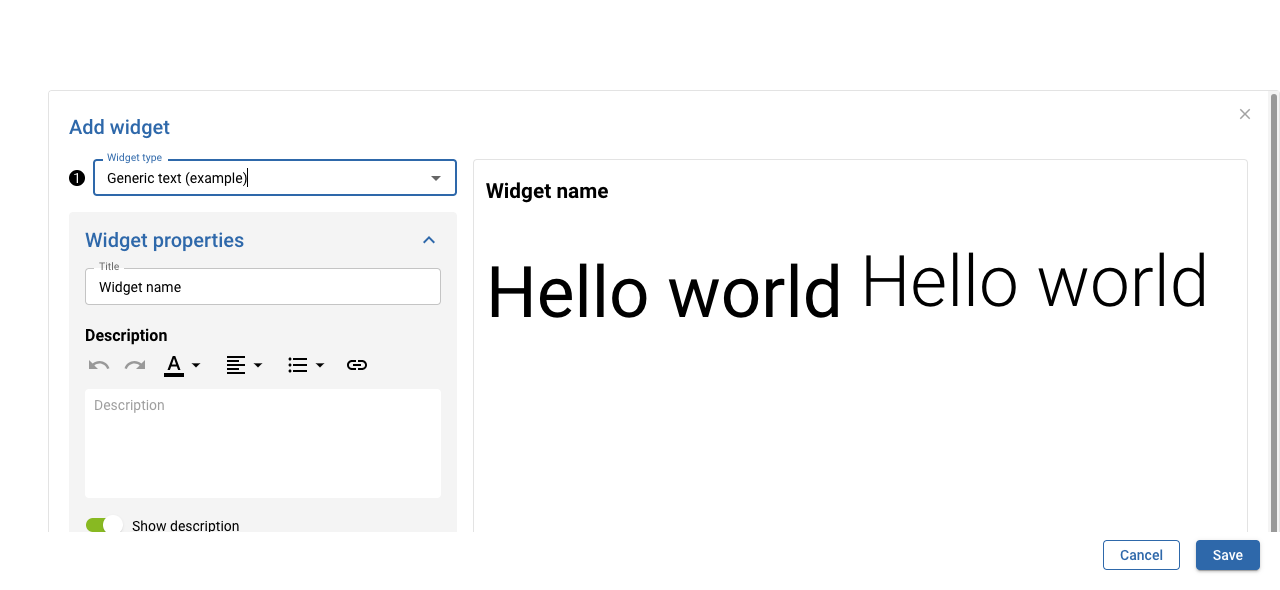 Add widget
1
Widget type
Generic text (example)
Widget properties
Title
Widget name
Description
A
Description
Show description
Widget name
Hello world Hello world
Cancel
Save